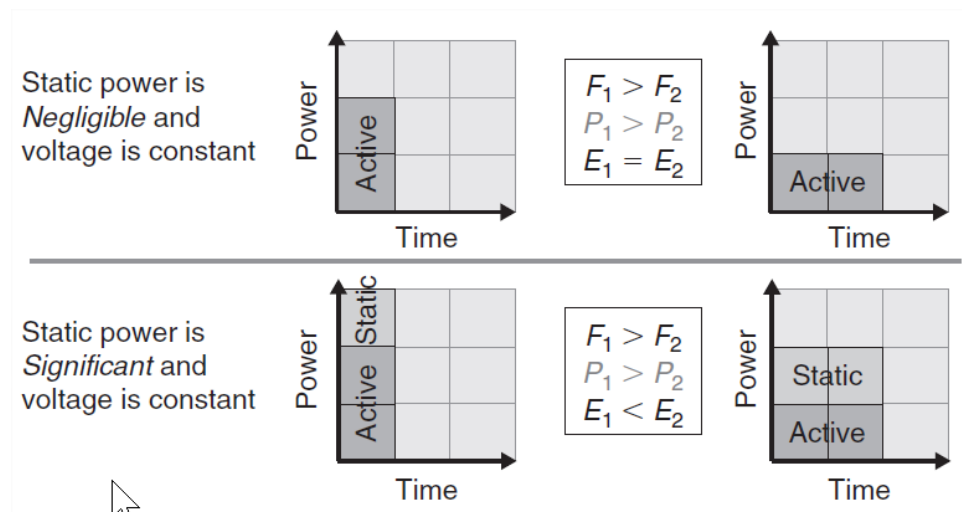 Static power is
Negligible and
voltage is constant
Power
Active
Time
F1 > F2
P1 > P2
E1 = E2
Power
Active
Time
Static power is
Significant and
voltage is constant
Power
Static
Active
Time
F1 > F2
P1 > P2
E1 < E2
Power
Static
Active
Time